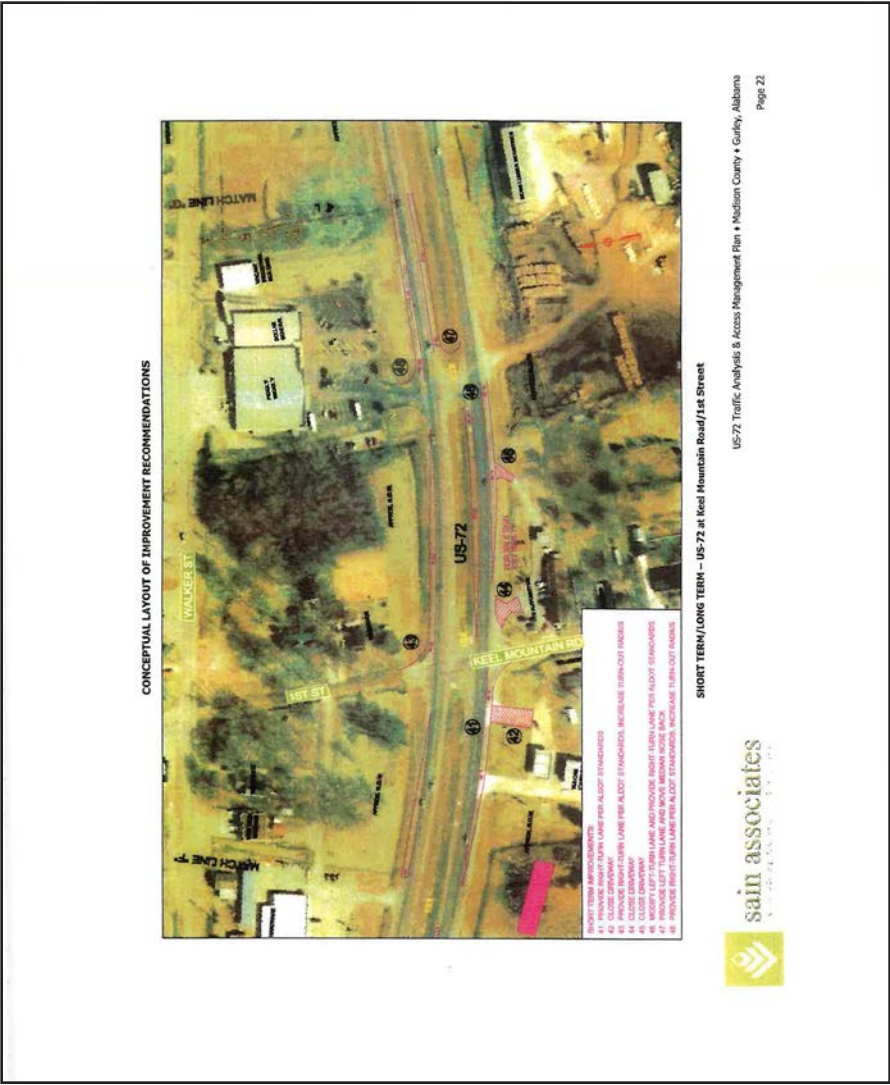 CONCEPTUAL LAYOUT OF IMPROVEMENT RECOMMENDATIONS
WALKER ST
MATCH LINE "F"
MATCH LINE "G"
1ST ST
FAMILY
DOLLAR
APPROX. R.O.W.
APPROX. R.O.W.
US-72
KEEL MOUNTAIN RD
APPROX. R.O.W.
41
42
43
44
45
46
47
48
SHORT TERM IMPROVEMENTS:
41 PROVIDE RIGHT-TURN LANE PER ALDOT STANDARDS
42 CLOSE DRIVEWAY
43 PROVIDE RIGHT-TURN LANE PER ALDOT STANDARDS, INCREASE TURN-OUT RADIUS
44 CLOSE DRIVEWAY
45 CLOSE DRIVEWAY
46 MODIFY LEFT-TURN LANE AND PROVIDE RIGHT-TURN LANE PER ALDOT STANDARDS
47 PROVIDE LEFT TURN LANE AND MOVE MEDIAN NOSE BACK
48 PROVIDE RIGHT-TURN LANE PER ALDOT STANDARDS, INCREASE TURN-OUT RADIUS
SHORT TERM/LONG TERM – US-72 at Keel Mountain Road/1st Street
sain associates
US-72 Traffic Analysis & Access Management Plan ♦ Madison County ♦ Gurley, Alabama
Page 22